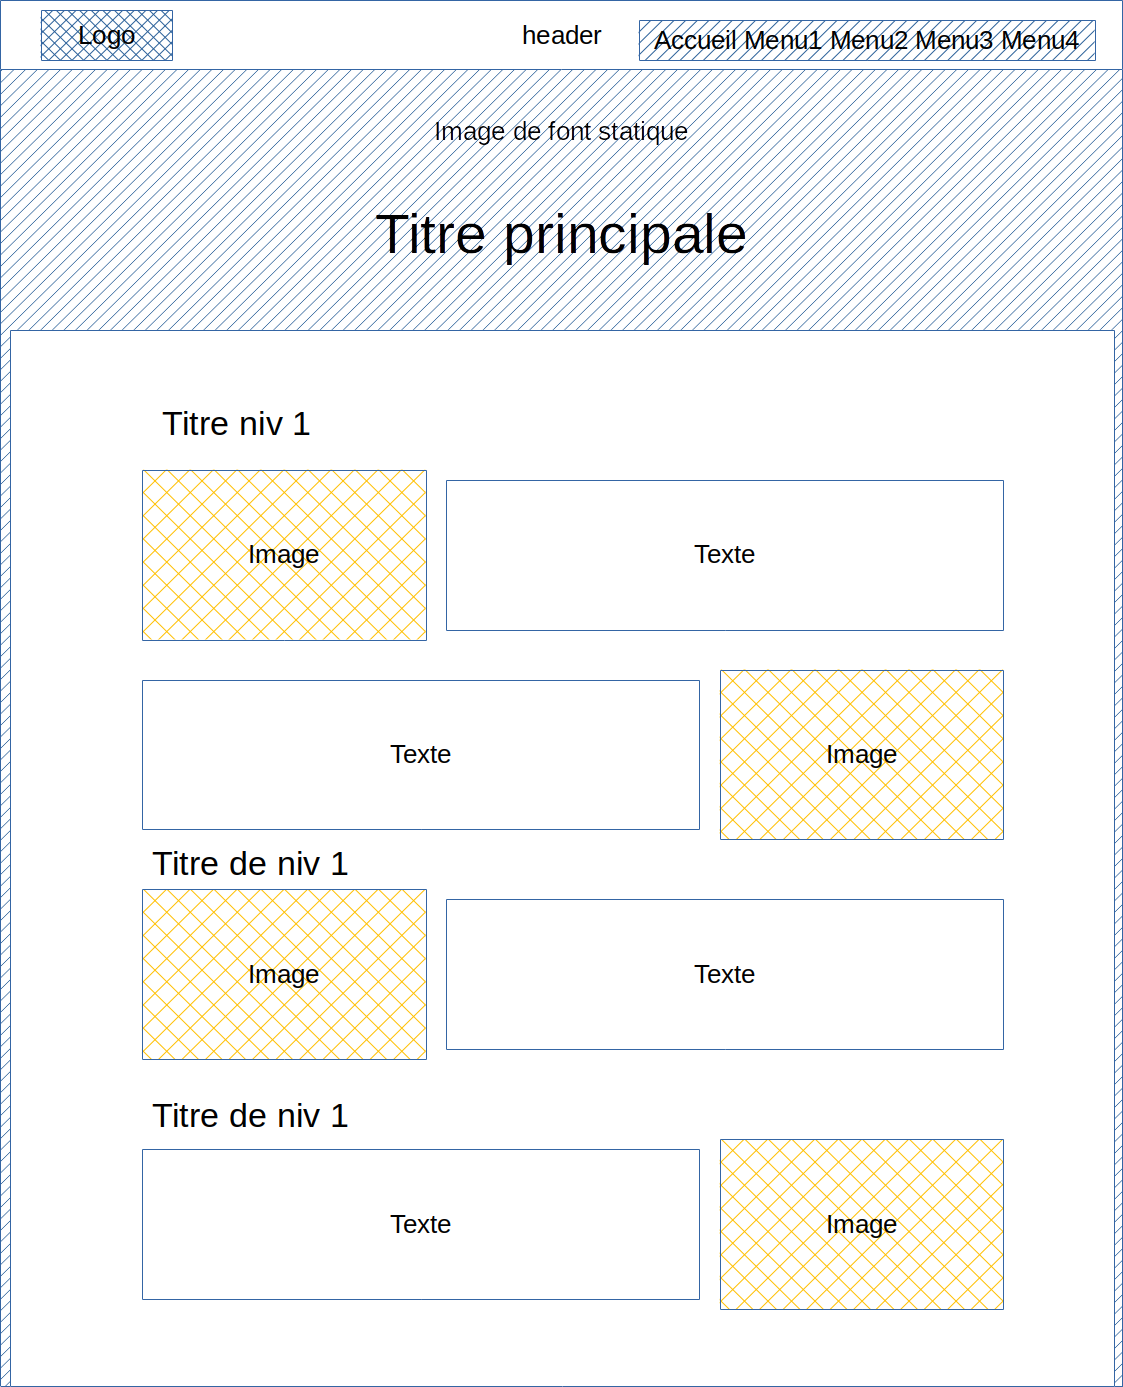 Logo
header
Accueil Menu1 Menu2 Menu3 Menu4
Image de font statique
Titre principale
Titre niv 1
Image
Texte
Texte
Image
Titre de niv 1
Image
Texte
Titre de niv 1
Texte
Image